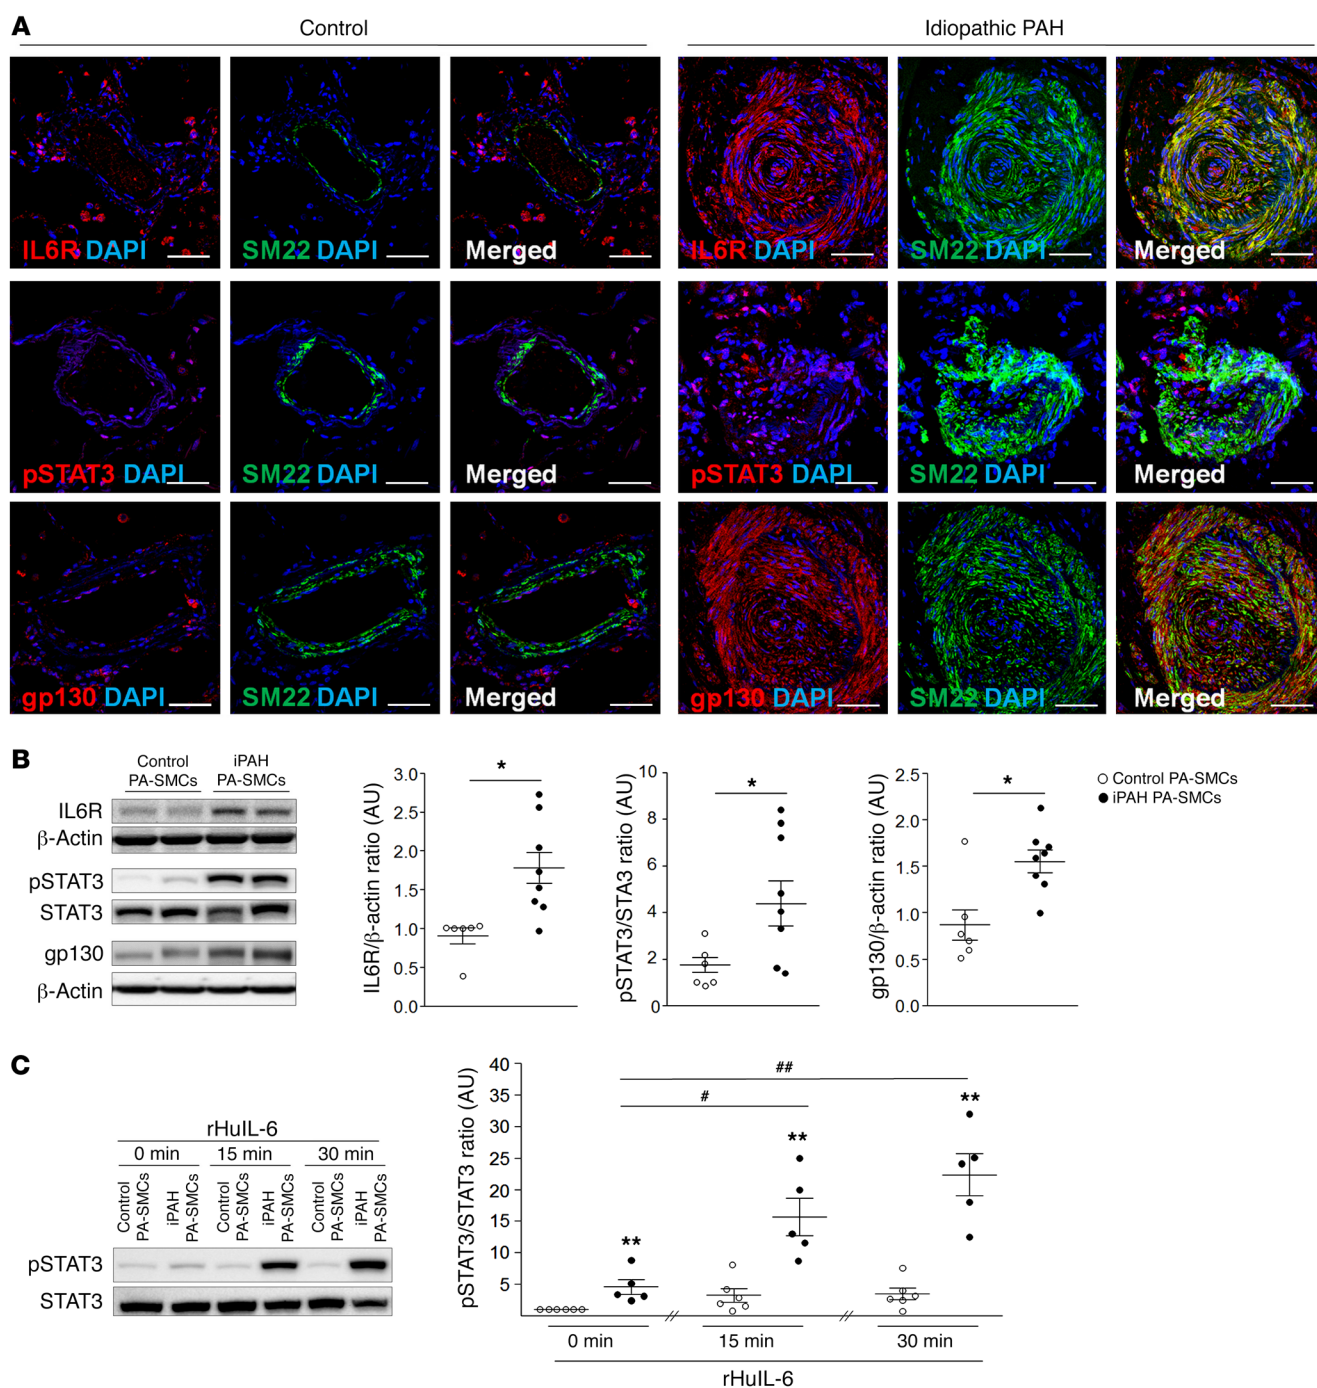 A
Control
Idiopathic PAH
IL6R DAPI
SM22 DAPI
Merged
IL6R DAPI
SM22 DAPI
Merged
pSTAT3 DAPI
SM22 DAPI
Merged
pSTAT3 DAPI
SM22 DAPI
Merged
gp130 DAPI
SM22 DAPI
Merged
gp130 DAPI
SM22 DAPI
Merged
B
Control
PA-SMCs
iPAH
PA-SMCs
IL6R
β-Actin
pSTAT3
STAT3
gp130
β-Actin
IL6R/β-actin ratio (AU)
3.0
2.5
2.0
1.5
1.0
0.5
0.0
*
pSTAT3/STA3 ratio (AU)
10
8
6
4
2
0
*
gp130/β-actin ratio (AU)
2.5
2.0
1.5
1.0
0.5
0.0
*
Control PA-SMCs
iPAH PA-SMCs
C
rHuIL-6
0 min
15 min
30 min
Control
PA-SMCs
iPAH
PA-SMCs
Control
PA-SMCs
iPAH
PA-SMCs
Control
PA-SMCs
iPAH
PA-SMCs
pSTAT3
STAT3
pSTAT3/STAT3 ratio (AU)
40
35
30
25
20
15
10
5
##
#
**
**
**
0 min
15 min
30 min
rHuIL-6